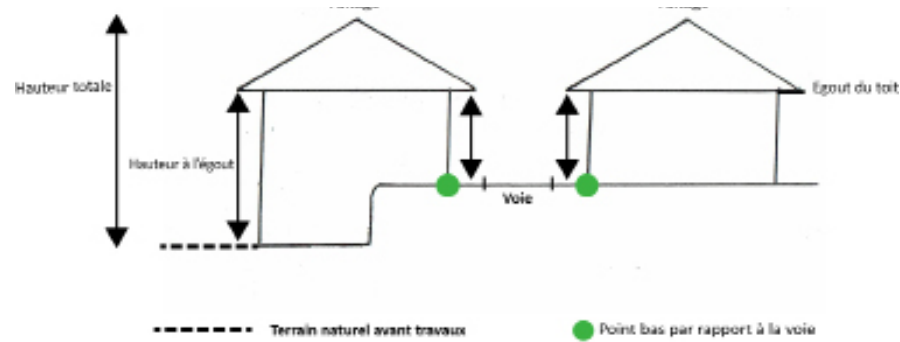 Hauteur totale
Egout du toit
Hauteur à l'égout
Voie
Terrain naturel avant travaux
Point bas par rapport à la voie